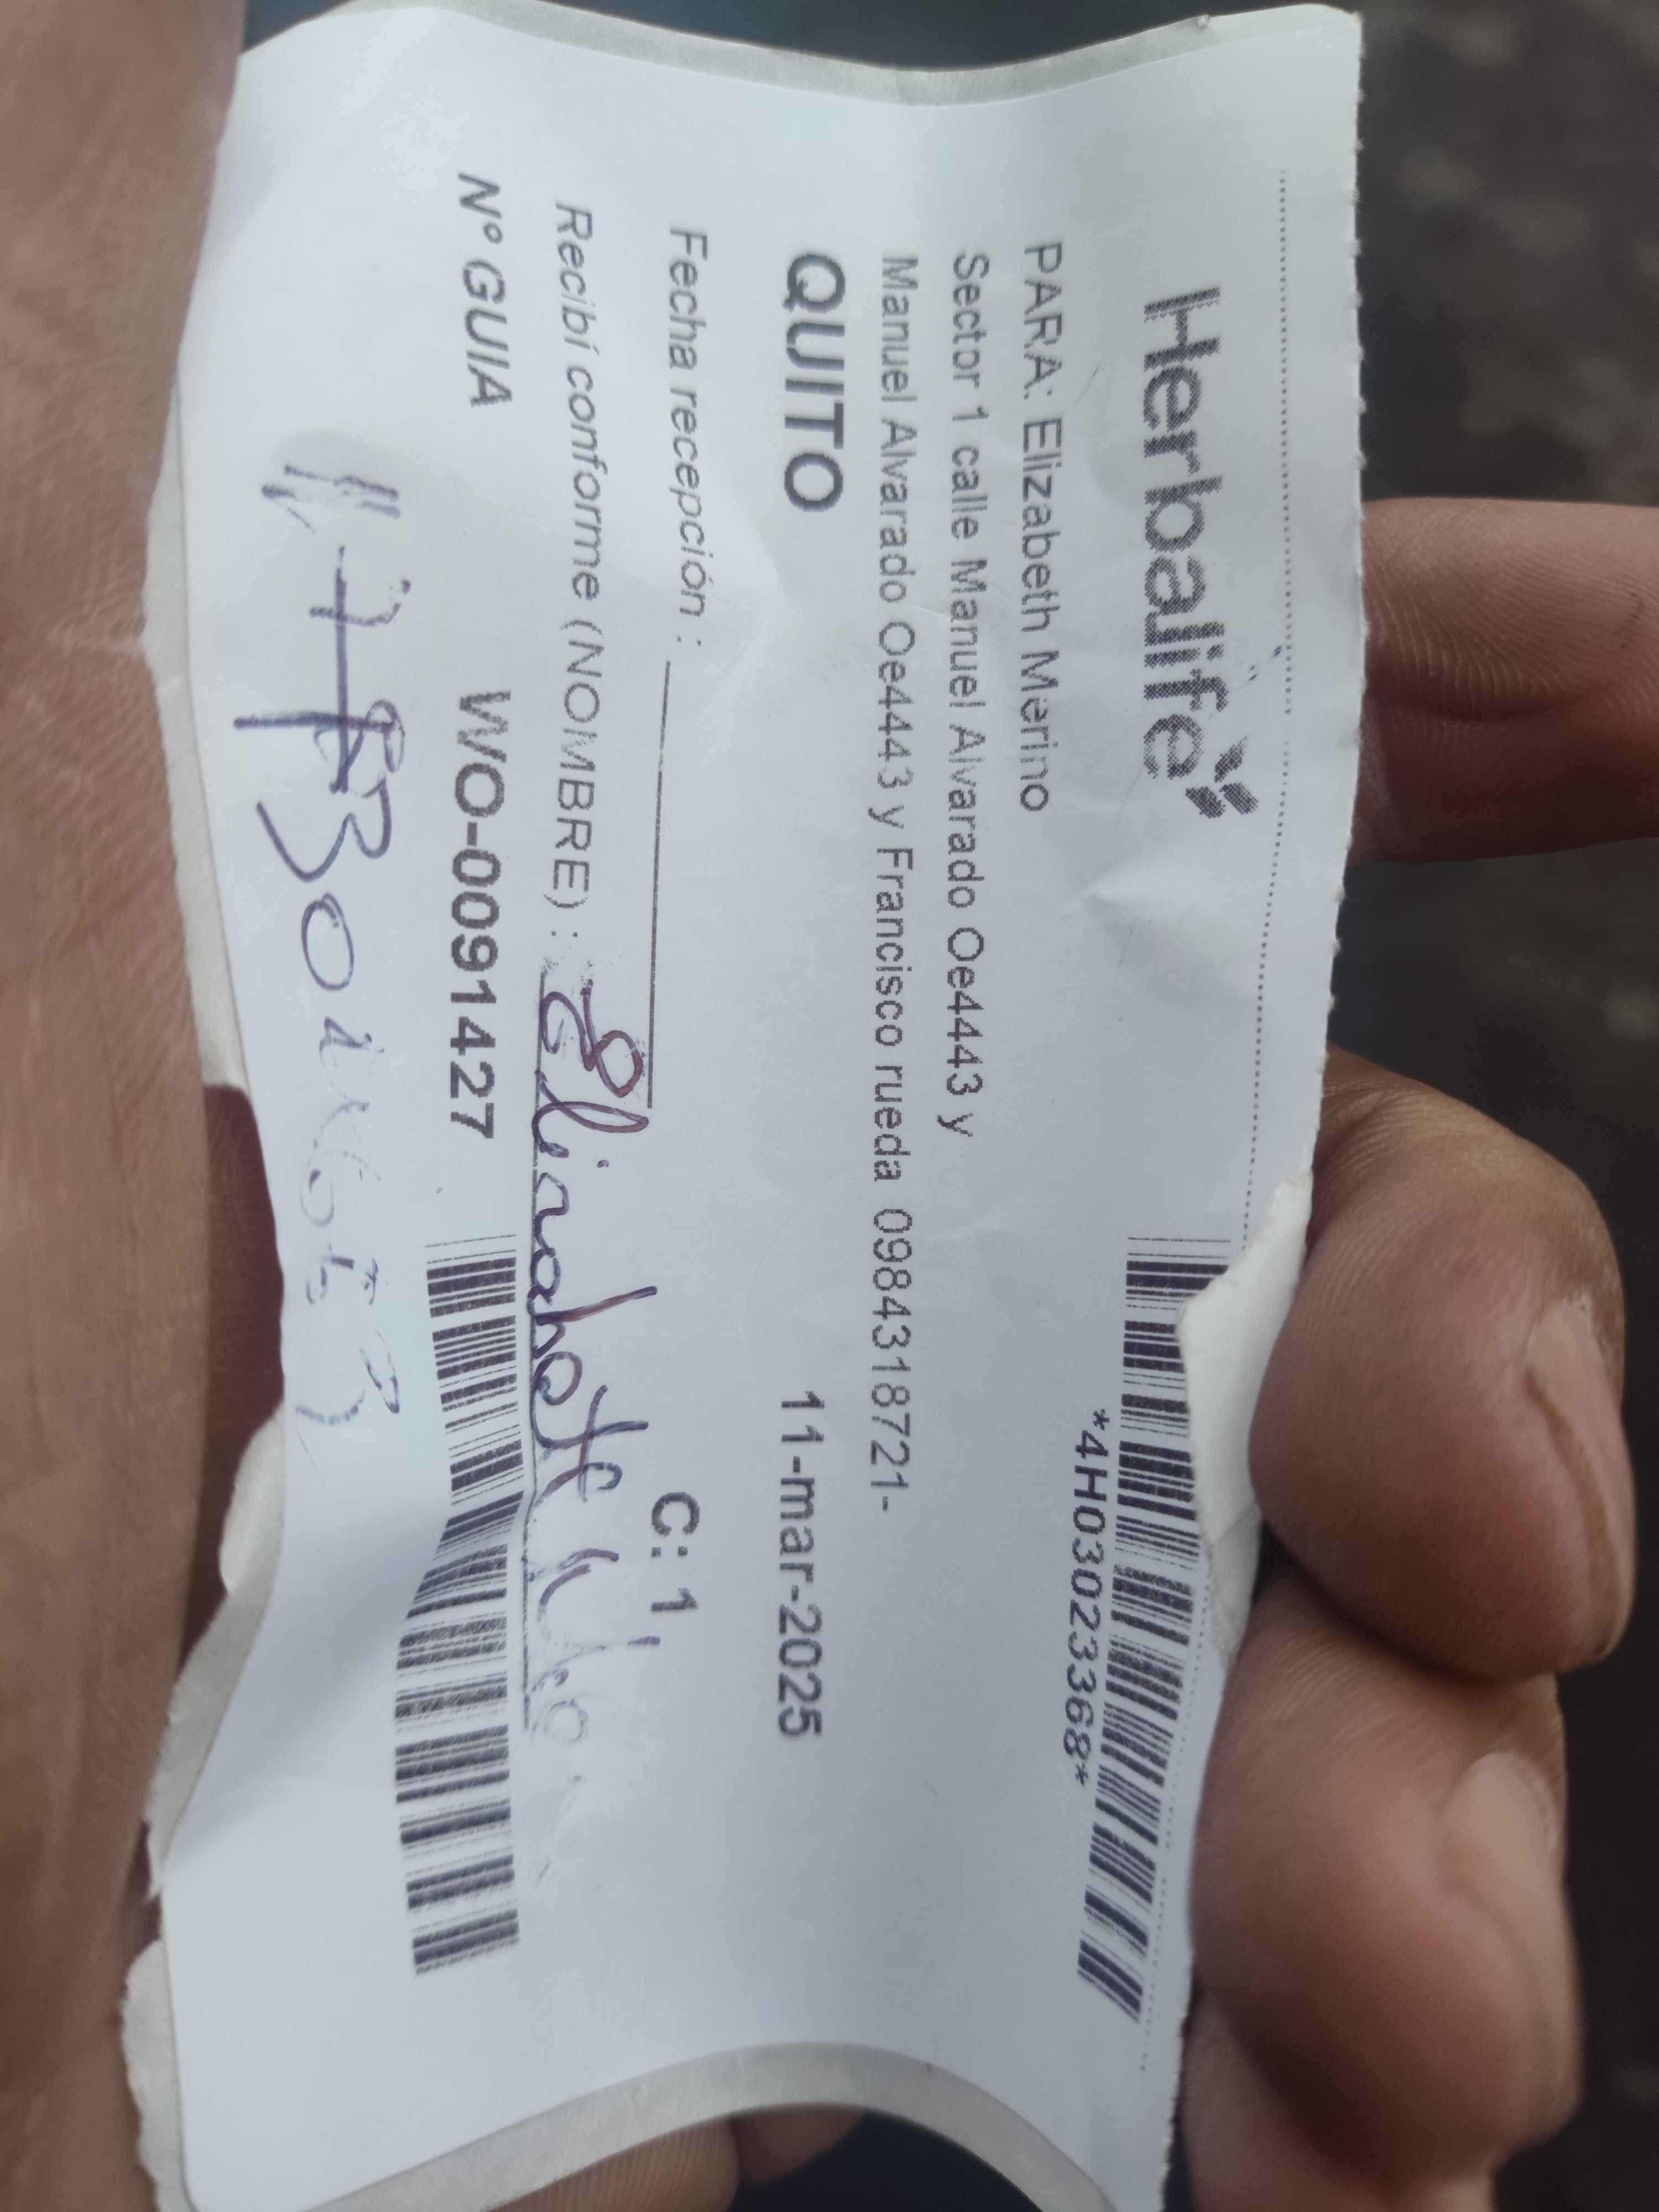 Herbalife
*4H03023368*
PARA: Elizabeth Merino
Sector 1 calle Manuel Alvarado Oe4443 y
Manuel Alvarado Oe4443 y Francisco rueda 0984318721-
QUITO 11-mar-2025
Fecha recepción : C: 1
Recibí conforme (NOMBRE) :
Nº GUIA WO-0091427